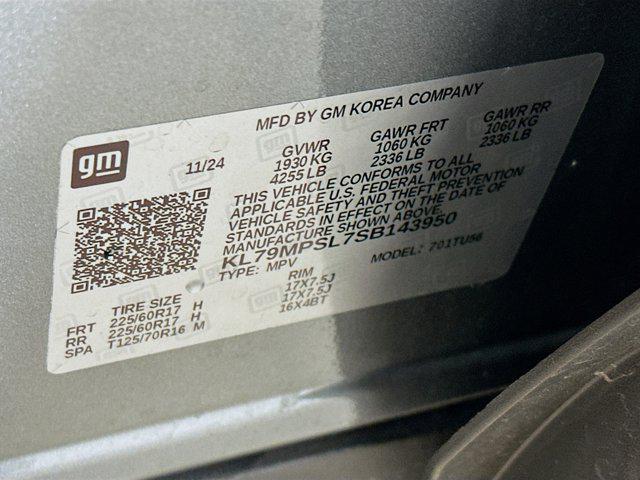 MFD BY GM KOREA COMPANY
gm
11/24
GVWR
1930 KG
4255 LB
GAWR FRT
1060 KG
2336 LB
GAWR RR
1060 KG
2336 LB
THIS VEHICLE CONFORMS TO ALL
APPLICABLE U.S. FEDERAL MOTOR
VEHICLE SAFETY AND THEFT PREVENTION
STANDARDS IN EFFECT ON THE DATE OF
MANUFACTURE SHOWN ABOVE.
KL79MPSL7SB143950
TYPE: MPV MODEL: 701TU56
TIRE SIZE RIM
FRT 225/60R17 H 17X7.5J
RR 225/60R17 H 17X7.5J
SPA T125/70R16 M 16X4BT